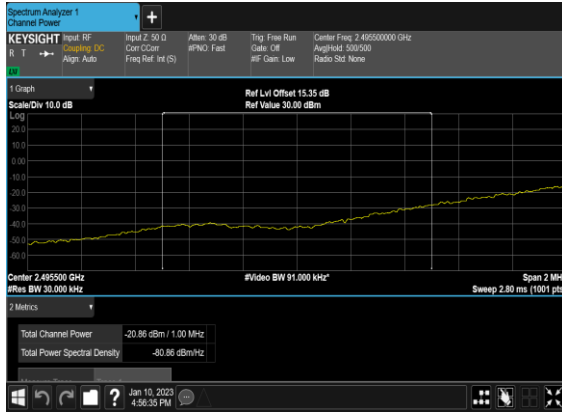 Spectrum Analyzer 1
Channel Power
+
KEYSIGHT Input: RF Input Z: 50 Ω Atten: 30 dB Trig: Free Run Center Freq: 2.495500000 GHz
R T Coupling: DC Corr CCorr #PNO: Fast Gate: Off Avg|Hold: 500/500
Align: Auto Freq Ref: Int (S) #IF Gain: Low Radio Std: None
1 Graph
Scale/Div 10.0 dB
Ref Lvl Offset 15.35 dB
Ref Value 30.00 dBm
Log
20.0
10.0
0.00
-10.0
-20.0
-30.0
-40.0
-50.0
-60.0
Center 2.495500 GHz #Video BW 91.000 kHz* Span 2 MH
#Res BW 30.000 kHz Sweep 2.80 ms (1001 pts
2 Metrics
Total Channel Power -20.86 dBm / 1.00 MHz
Total Power Spectral Density -80.86 dBm/Hz
? Jan 10, 2023
4:56:35 PM